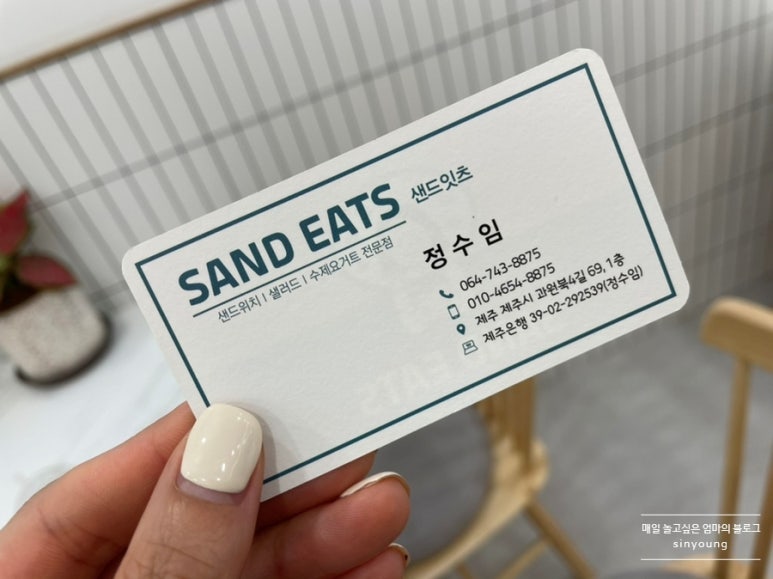 SAND EATS 샌드잇츠
샌드위치 | 샐러드 | 수제요거트 전문점
정수임
064-743-8875
010-4654-8875
제주 제주시 과원북4길 69, 1층
제주은행 39-02-292539(정수임)
매일 놀고싶은 엄마의 블로그
sinyoung